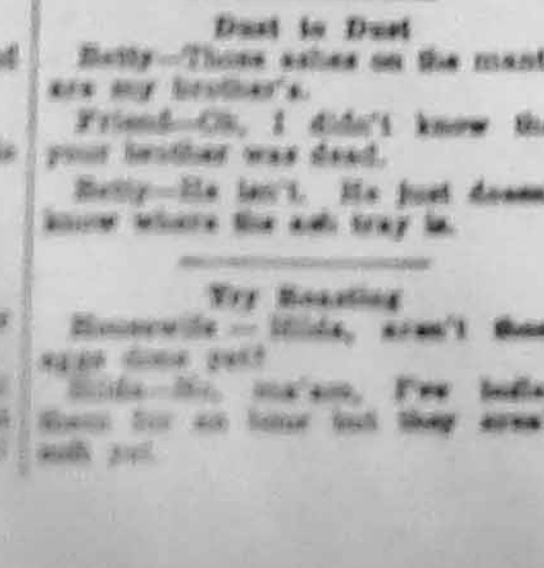 Dust is Dust
Betty—Those ashes on the mant
are my brother's.
Friend—Oh, I didn't know th
your brother was dead.
Betty—He isn't. He just doesn
know where the ash tray is.
Try Roasting
Housewife — Hilda, aren't thos
eggs done yet?
Hilda—No, ma'am, I've boile
them for an hour but they aren
soft yet.